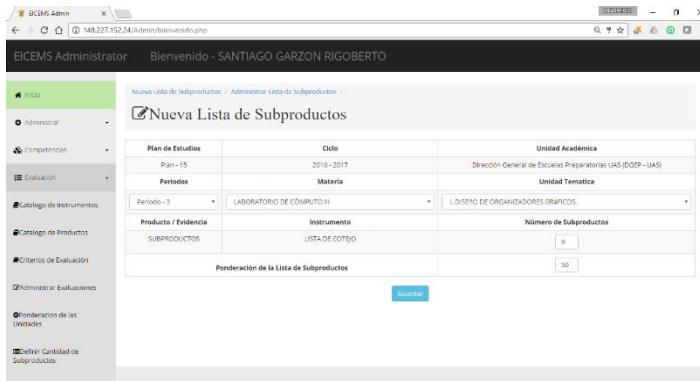 EICEMS Admin
148.227.152.24/Admin/bienvenido.php
EICEMS Administrator Bienvenido - SANTIAGO GARZON RIGOBERTO
Inicio
Administrar
Competencias
Evaluación
Catalogo de Instrumentos
Catalogo de Productos
Criterios de Evaluación
Administrar Evaluaciones
Ponderacion de las
Unidades
Definir Cantidad de
Subproductos
Nueva Lista de Subproductos / Administrar Lista de Subproductos /
Nueva Lista de Subproductos
Plan de Estudios Ciclo Unidad Académica
Plan - 15 2016 - 2017 Dirección General de Escuelas Preparatorias UAS (DGEP - UAS)
Periodos Materia Unidad Tematica
Periodo - 3 LABORATORIO DE CÓMPUTO III I. DISEÑO DE ORGANIZADORES GRÁFICOS.
Producto / Evidencia Instrumento Número de Subproductos
SUBPRODUCTOS LISTA DE COTEJO 9
Ponderación de la Lista de Subproductos 50
Guardar